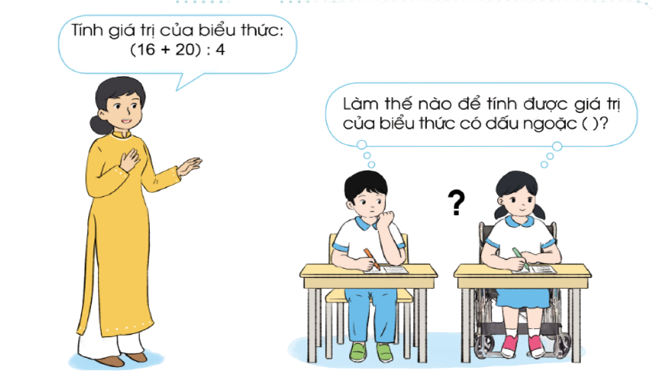 Tính giá trị của biểu thức:
(16 + 20) : 4
Làm thế nào để tính được giá trị
của biểu thức có dấu ngoặc ( )?
?